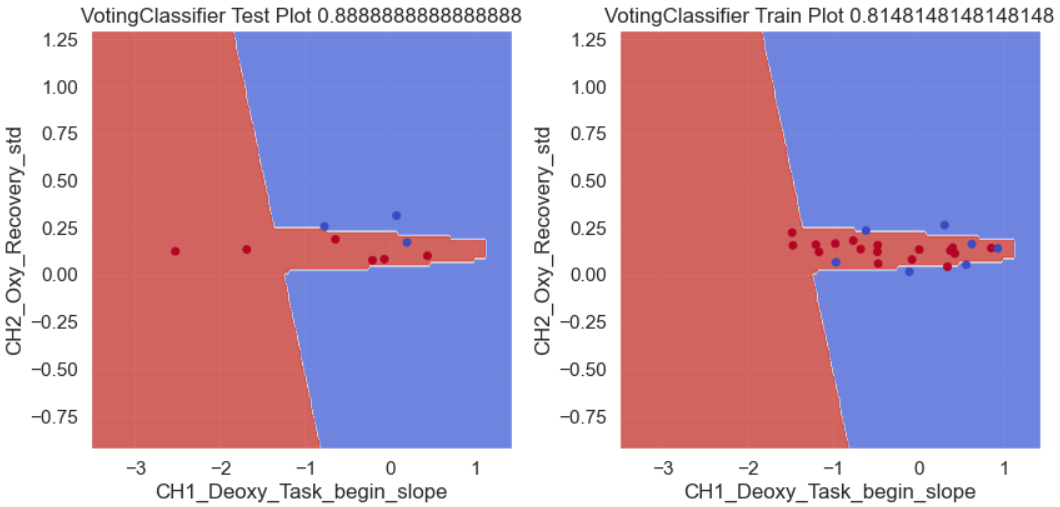 VotingClassifier Test Plot 0.8888888888888888
1.25
1.00
0.75
0.50
0.25
0.00
−0.25
−0.50
−0.75
CH2_Oxy_Recovery_std
−3 −2 −1 0 1
CH1_Deoxy_Task_begin_slope
VotingClassifier Train Plot 0.8148148148148148
1.25
1.00
0.75
0.50
0.25
0.00
−0.25
−0.50
−0.75
CH2_Oxy_Recovery_std
−3 −2 −1 0 1
CH1_Deoxy_Task_begin_slope